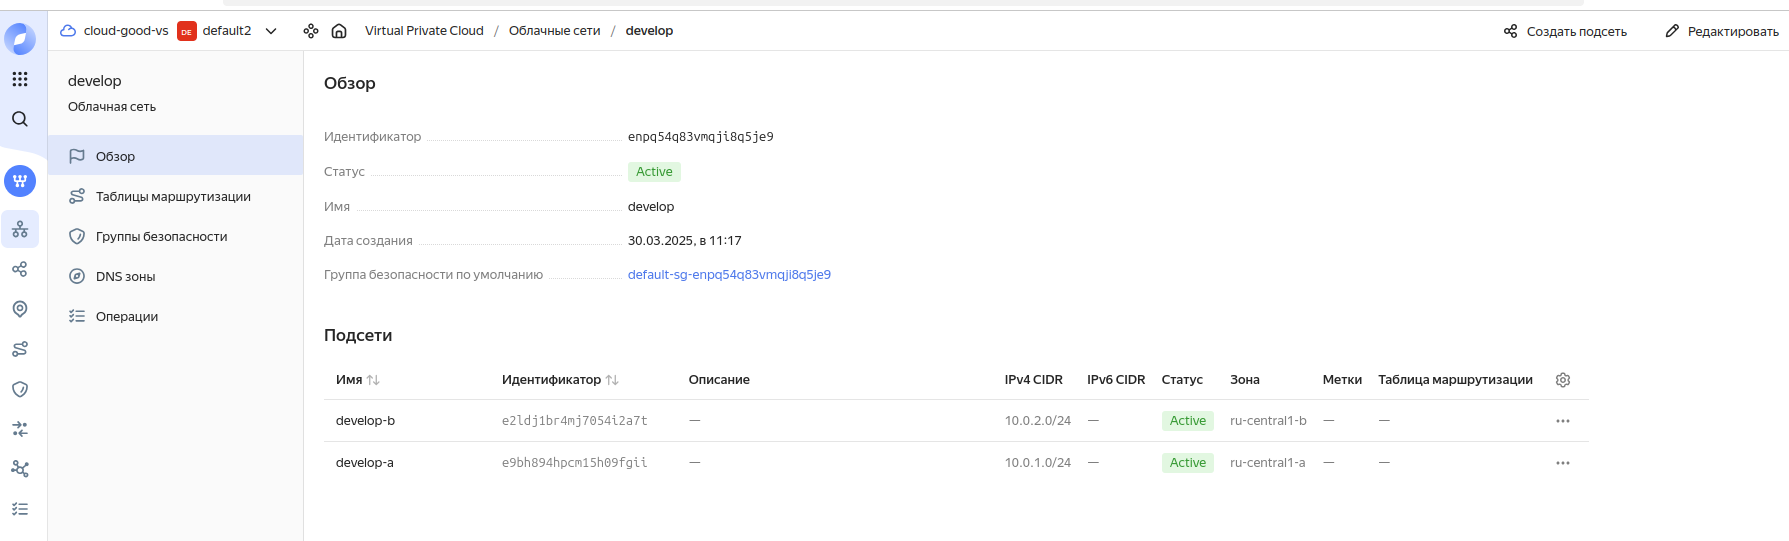 cloud-good-vs DE default2 Virtual Private Cloud / Облачные сети / develop Создать подсеть Редактировать
develop
Облачная сеть
Обзор
Таблицы маршрутизации
Группы безопасности
DNS зоны
Операции
Обзор
Идентификатор enpq54q83vmqji8q5je9
Статус Active
Имя develop
Дата создания 30.03.2025, в 11:17
Группа безопасности по умолчанию default-sg-enpq54q83vmqji8q5je9
Подсети
Имя Идентификатор Описание IPv4 CIDR IPv6 CIDR Статус Зона Метки Таблица маршрутизации
develop-b e2ldj1br4mj7054i2a7t — 10.0.2.0/24 — Active ru-central1-b — —
develop-a e9bh894hpcm15h09fgii — 10.0.1.0/24 — Active ru-central1-a — —